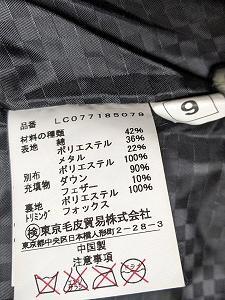 品番 LC077185079
9
材料の種類
表地 綿 42%
ポリエステル 36%
メタル 22%
別布 ポリエステル 100%
充填物 ダウン 90%
フェザー 10%
裏地 ポリエステル 100%
トリミング フォックス
㈱東京毛皮貿易株式会社
東京都中央区日本橋人形町2-28-3
中国製
注意事項